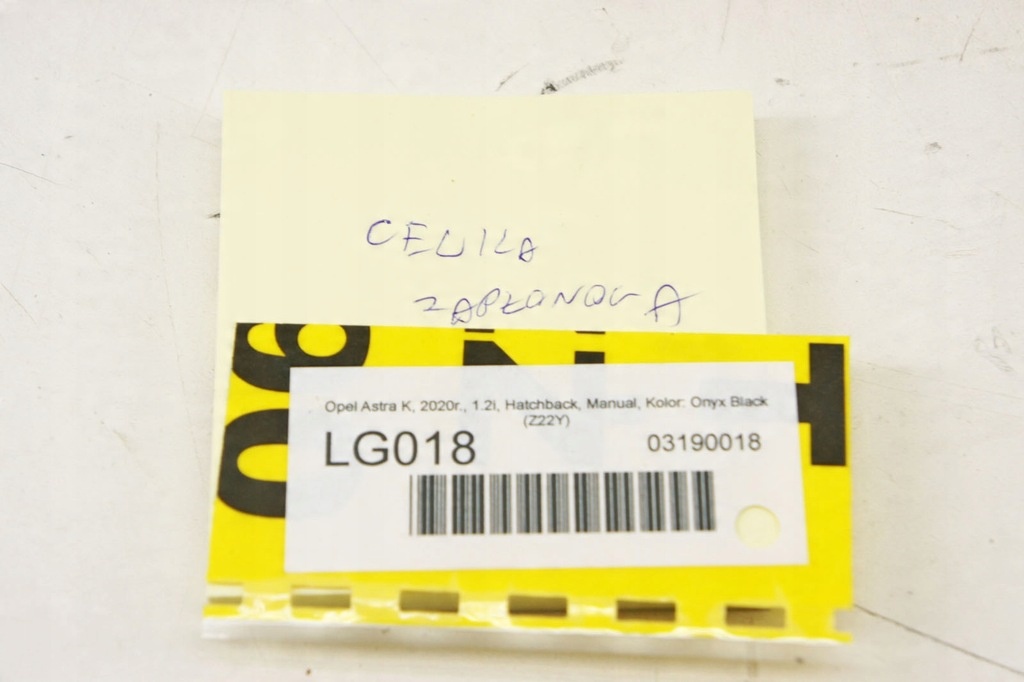 CEWKA
ZAPŁONOWA
Opel Astra K, 2020r., 1.2i, Hatchback, Manual, Kolor: Onyx Black
(Z22Y)
LG018
03190018